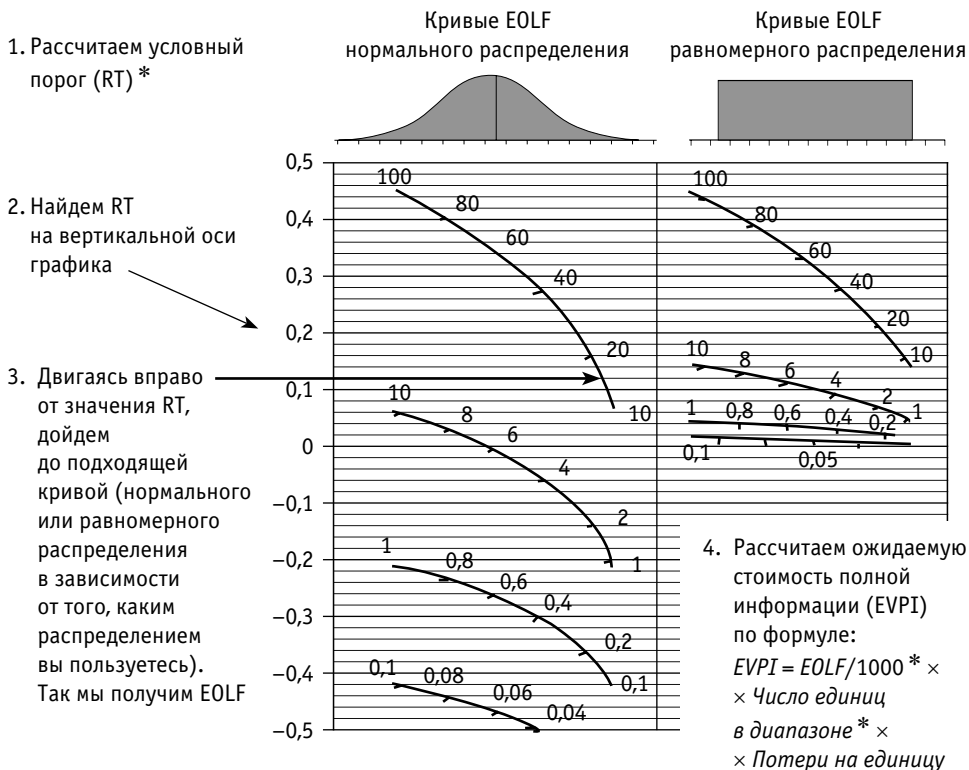 Кривые EOLF
нормального распределения
Кривые EOLF
равномерного распределения
1. Рассчитаем условный
порог (RT) *
2. Найдем RT
на вертикальной оси
графика
3. Двигаясь вправо
от значения RT,
дойдем
до подходящей
кривой (нормального
или равномерного
распределения
в зависимости
от того, каким
распределением
вы пользуетесь).
Так мы получим EOLF
0,5
0,4
0,3
0,2
0,1
0
–0,1
–0,2
–0,3
–0,4
–0,5
100
80
60
40
20
10
10
8
6
4
2
1
1
0,8
0,6
0,4
0,2
0,1
0,1
0,08
0,06
0,04
100
80
60
40
20
10
10
8
6
4
2
1
1
0,8
0,6
0,4
0,2
0,1
0,05
4. Рассчитаем ожидаемую
стоимость полной
информации (EVPI)
по формуле:
EVPI = EOLF/1000 * ×
× Число единиц
в диапазоне * ×
× Потери на единицу